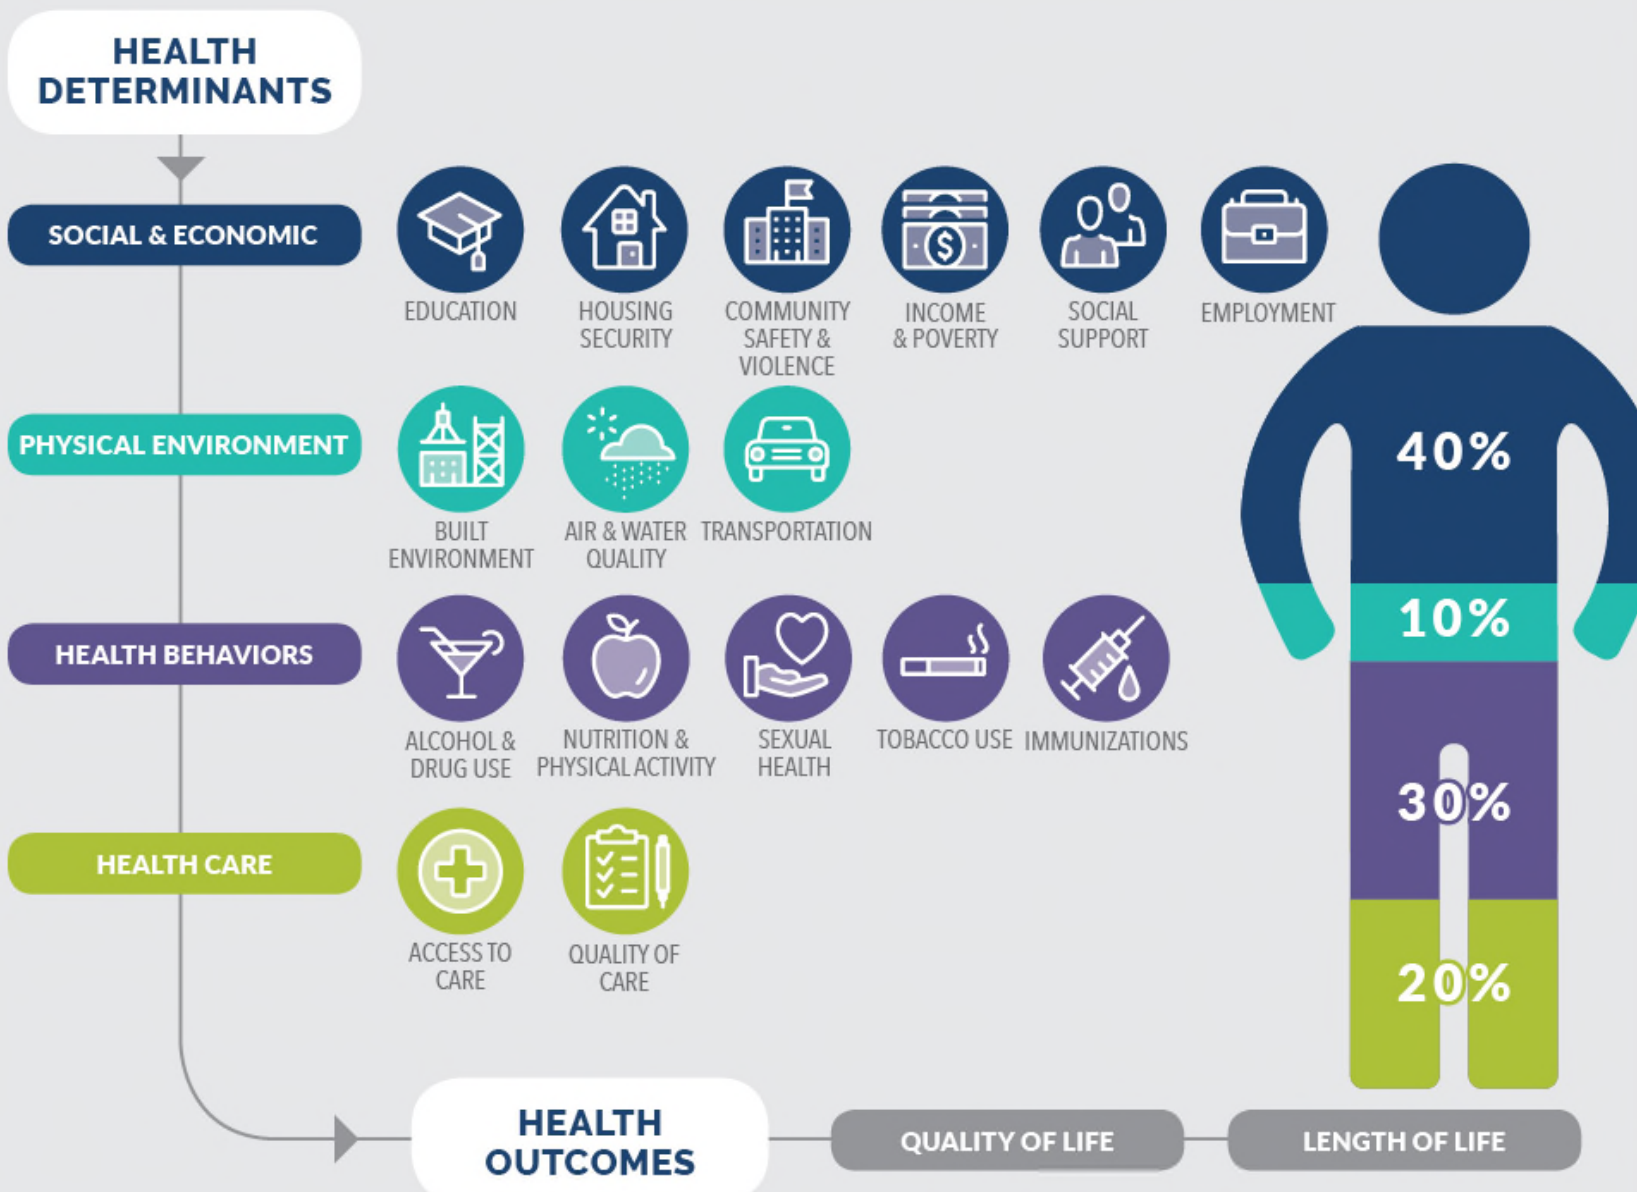 HEALTH
DETERMINANTS
SOCIAL & ECONOMIC
EDUCATION
HOUSING
SECURITY
COMMUNITY
SAFETY &
VIOLENCE
INCOME
& POVERTY
SOCIAL
SUPPORT
EMPLOYMENT
$
40%
PHYSICAL ENVIRONMENT
BUILT
ENVIRONMENT
AIR & WATER
QUALITY
TRANSPORTATION
10%
HEALTH BEHAVIORS
ALCOHOL &
DRUG USE
NUTRITION &
PHYSICAL ACTIVITY
SEXUAL
HEALTH
TOBACCO USE
IMMUNIZATIONS
30%
HEALTH CARE
ACCESS TO
CARE
QUALITY OF
CARE
20%
HEALTH
OUTCOMES
QUALITY OF LIFE
LENGTH OF LIFE